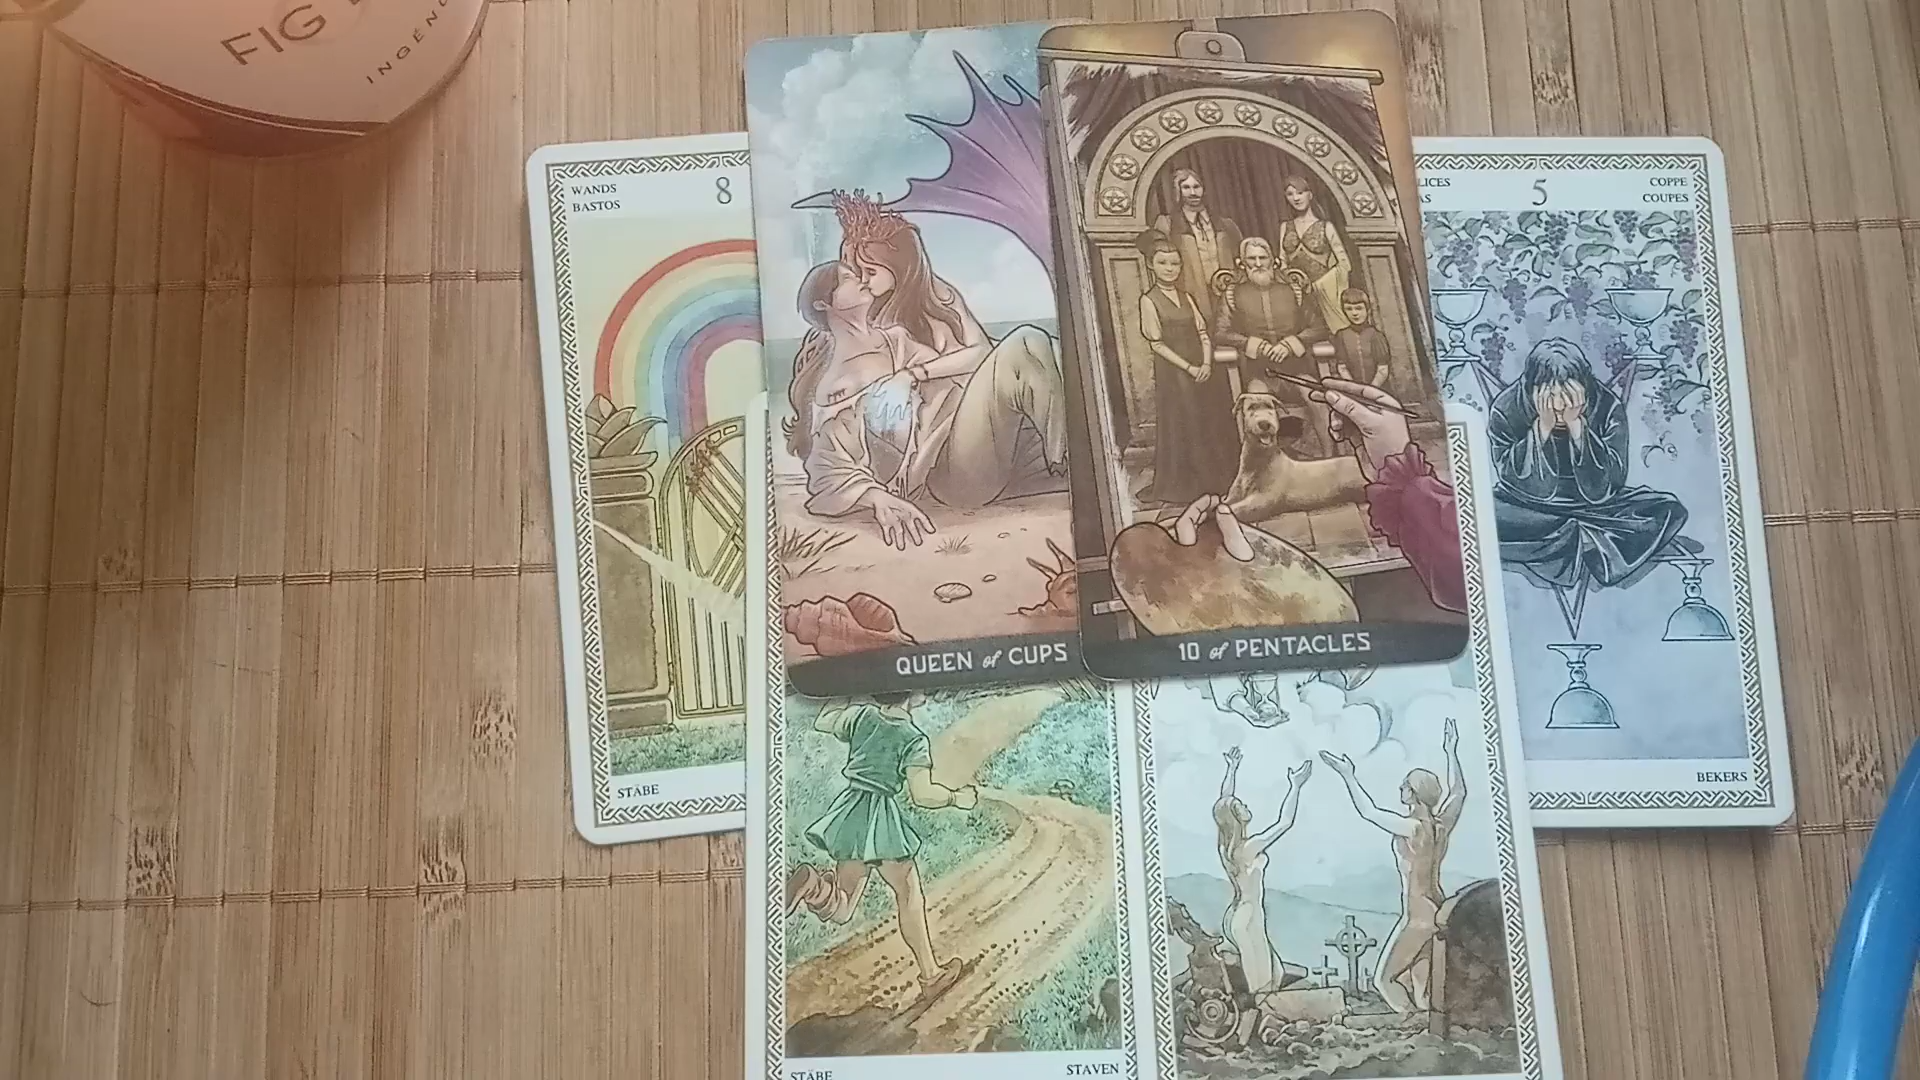 FIG
INGÉN
WANDS
BASTOS
8
LICES
AS
5
COPPE
COUPES
QUEEN of CUPS
10 of PENTACLES
STÄBE
BEKERS
STÄBE
STAVEN